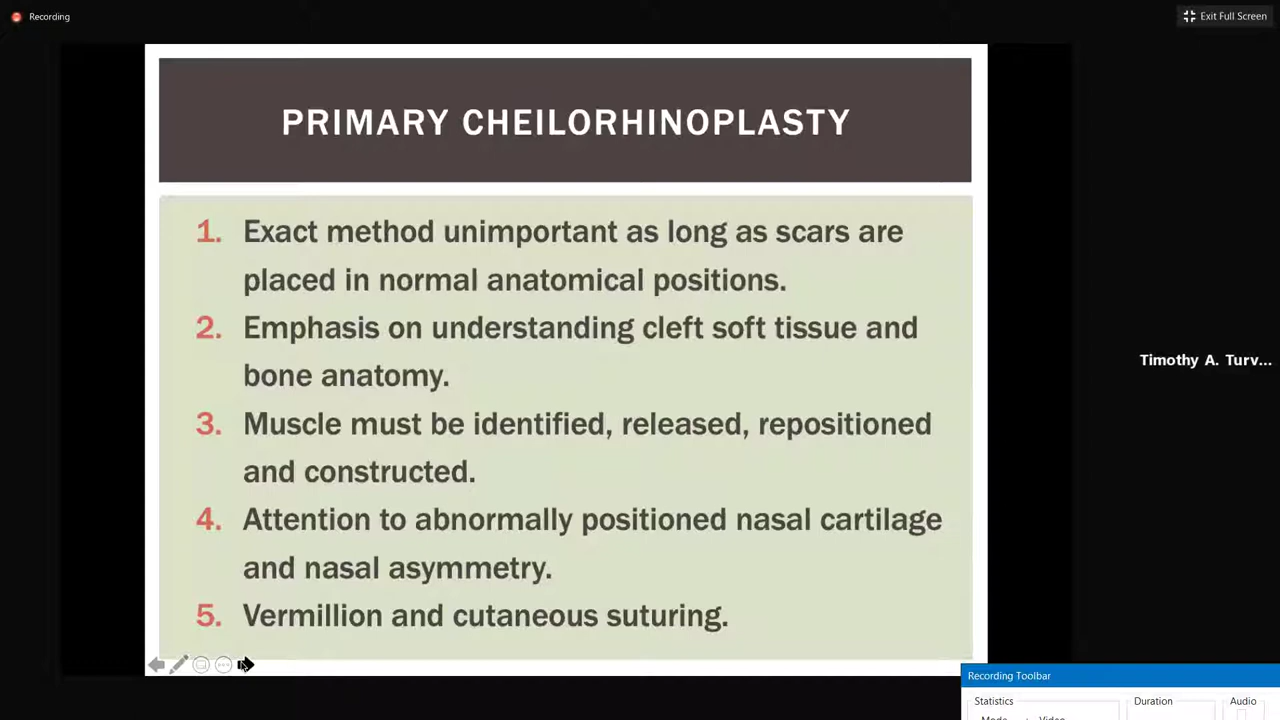 Recording
Exit Full Screen
PRIMARY CHEILORHINOPLASTY
1. Exact method unimportant as long as scars are
placed in normal anatomical positions.
2. Emphasis on understanding cleft soft tissue and
bone anatomy.
3. Muscle must be identified, released, repositioned
and constructed.
4. Attention to abnormally positioned nasal cartilage
and nasal asymmetry.
5. Vermillion and cutaneous suturing.
Timothy A. Turv...
Recording Toolbar
Statistics
Duration
Audio
Mode
Video